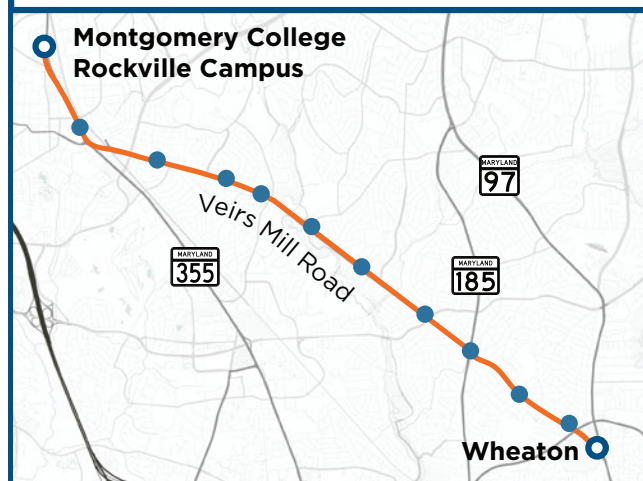 Montgomery College
Rockville Campus
MARYLAND
97
Veirs Mill Road
MARYLAND
355
MARYLAND
185
Wheaton